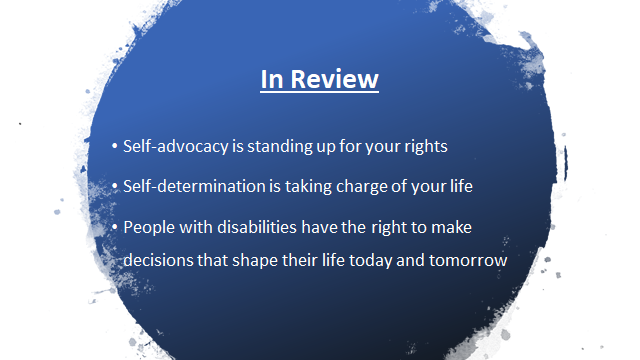 In Review
• Self-advocacy is standing up for your rights
• Self-determination is taking charge of your life
• People with disabilities have the right to make
decisions that shape their life today and tomorrow